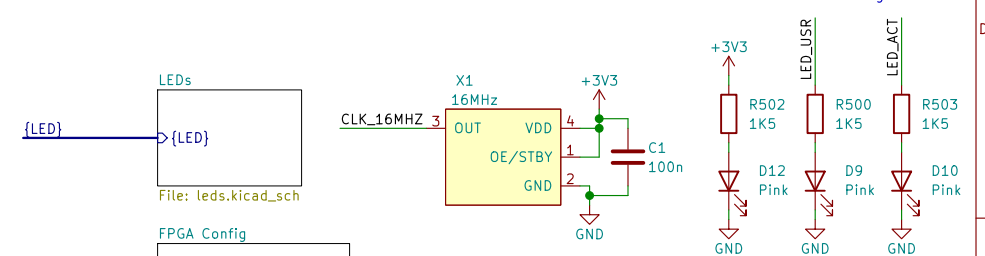 LEDs
{LED}
{LED}
File: leds.kicad_sch
FPGA Config
X1
16MHz
CLK_16MHZ
3
OUT
VDD
4
OE/STBY
1
GND
2
+3V3
C1
100n
GND
+3V3
R502
1K5
D12
Pink
GND
LED_USR
R500
1K5
D9
Pink
GND
LED_ACT
R503
1K5
D10
Pink
GND